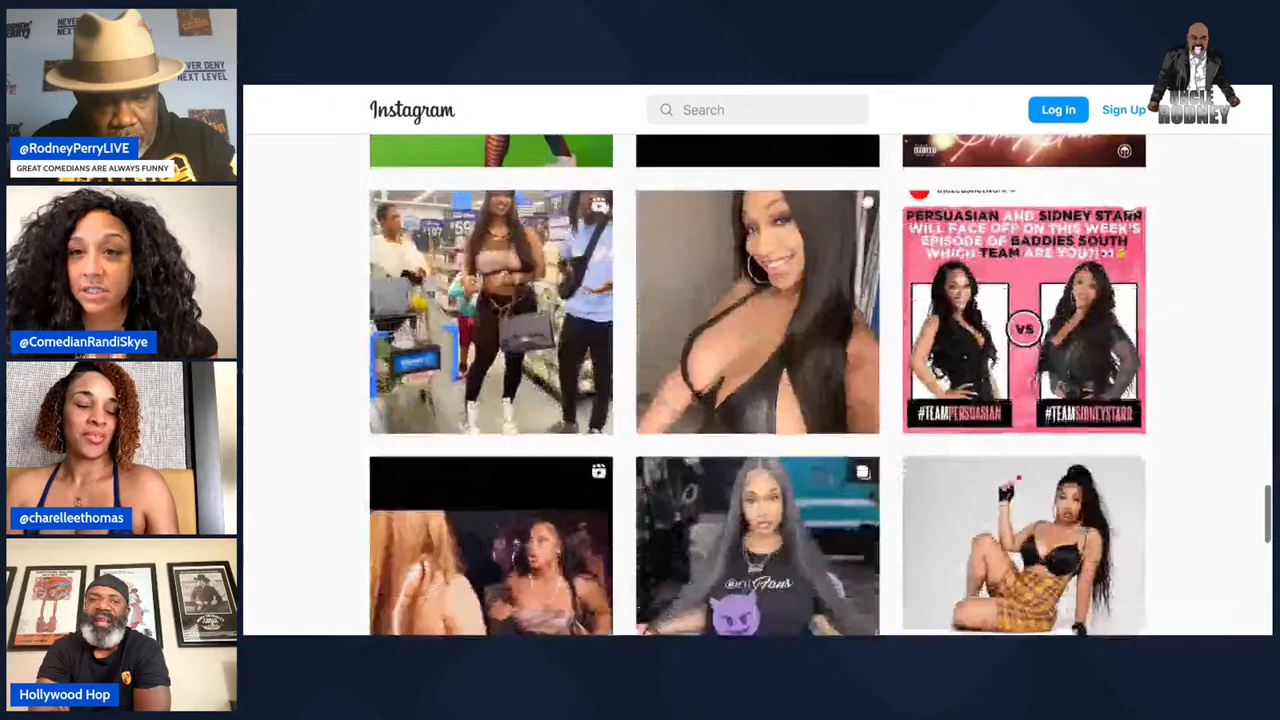 VER DENY
NEXT LEVEL
@RodneyPerryLIVE
GREAT COMEDIANS ARE ALWAYS FUNNY
@ComedianRandiSkye
@charelleethomas
Hollywood Hop
Instagram
Search
Log In
Sign Up
UNCLE
RODNEY
PERSUASIAN AND SIDNEY STARR
WILL FACE OFF ON THIS WEEK'S
EPISODE OF BADDIES SOUTH
WHICH TEAM ARE YOU?!
VS
#TEAMPERSUASIAN
#TEAMSIDNEYSTARR
Fans